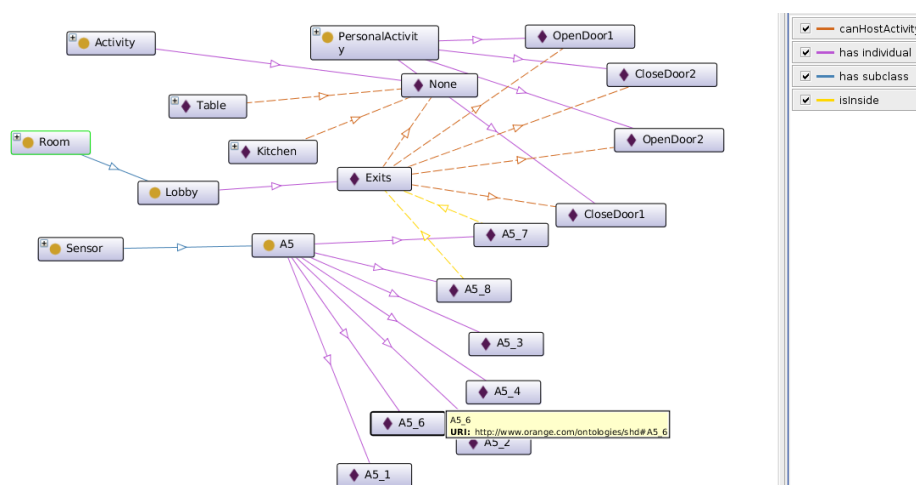 Activity
PersonalActivit
y
OpenDoor1
CloseDoor2
None
Table
OpenDoor2
Kitchen
Room
Exits
Lobby
CloseDoor1
A5_7
Sensor
A5
A5_8
A5_3
A5_4
A5_6
A5_6
URI: http://www.orange.com/ontologies/shd#A5_6
A5_2
A5_1
canHostActivity
has individual
has subclass
isInside